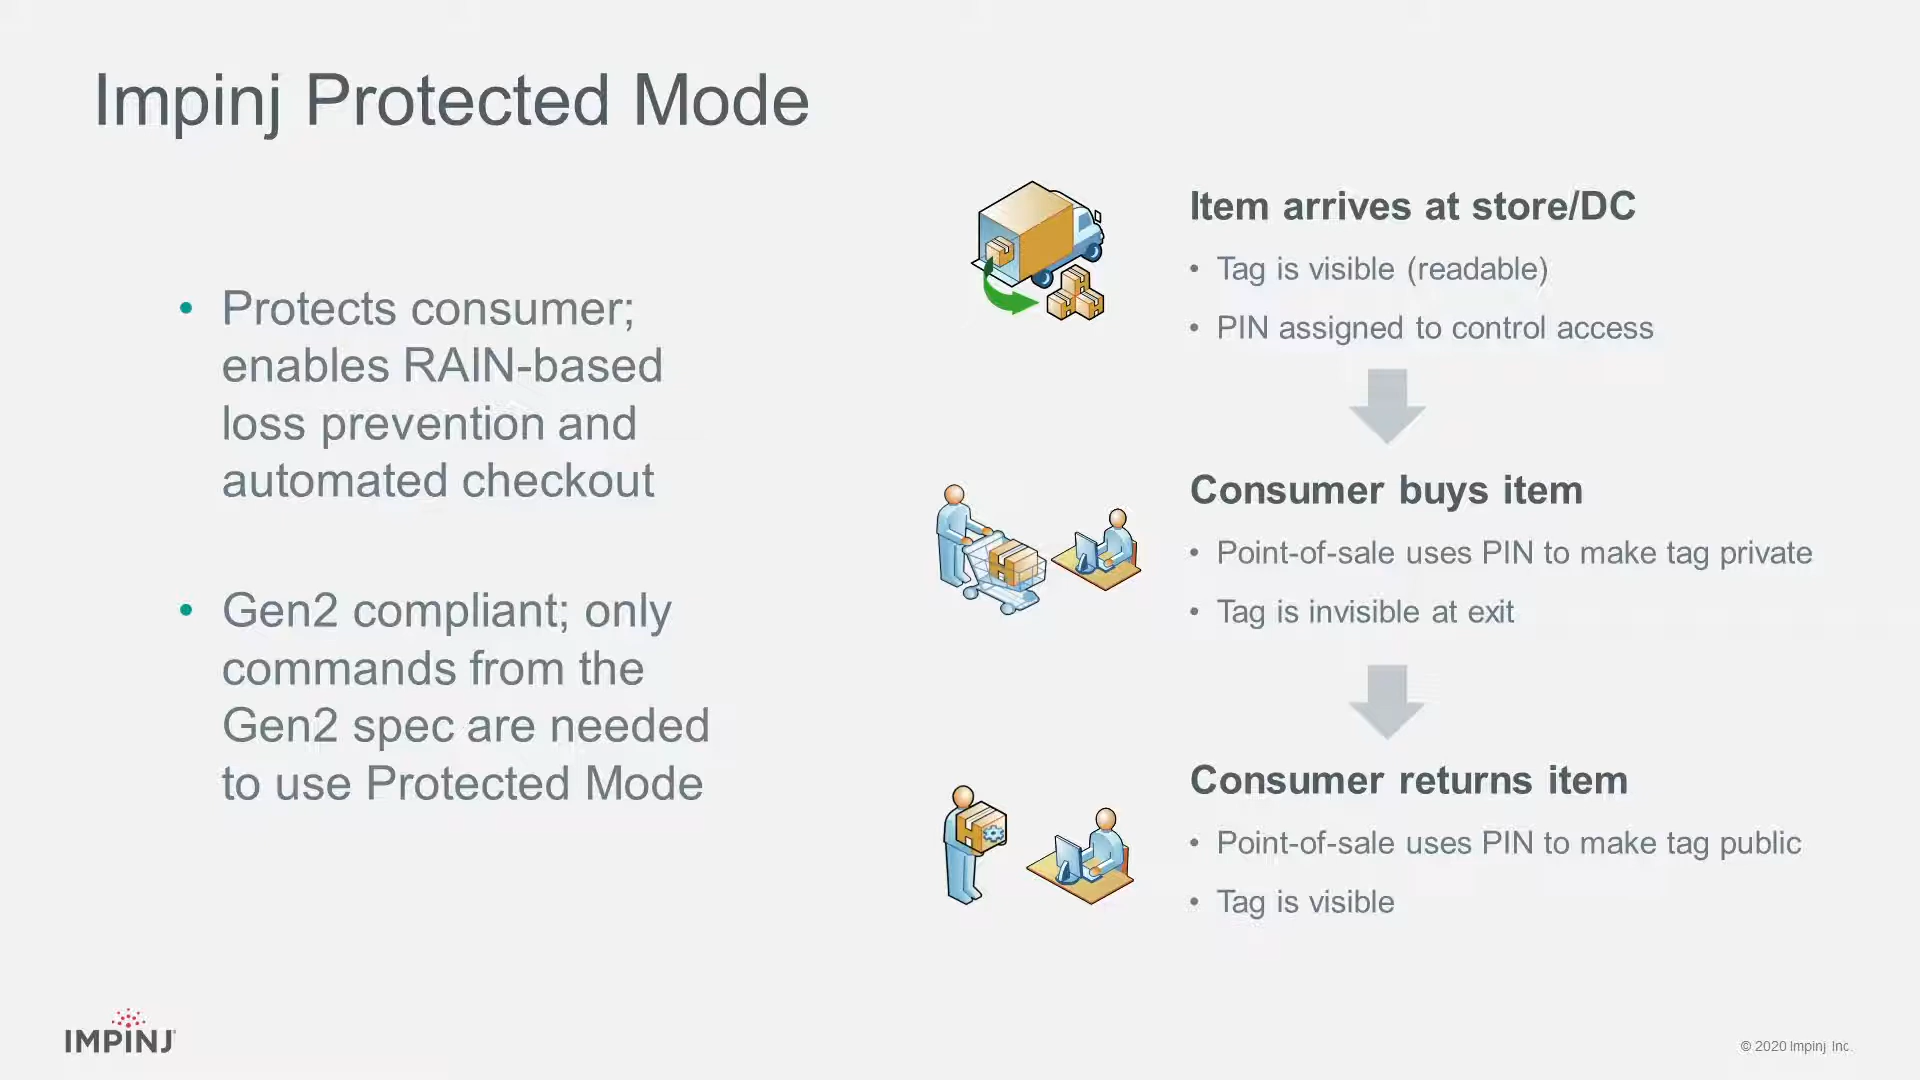 Impinj Protected Mode
• Protects consumer;
enables RAIN-based
loss prevention and
automated checkout
• Gen2 compliant; only
commands from the
Gen2 spec are needed
to use Protected Mode
Item arrives at store/DC
• Tag is visible (readable)
• PIN assigned to control access
Consumer buys item
• Point-of-sale uses PIN to make tag private
• Tag is invisible at exit
Consumer returns item
• Point-of-sale uses PIN to make tag public
• Tag is visible
IMPINJ
© 2020 Impinj Inc.